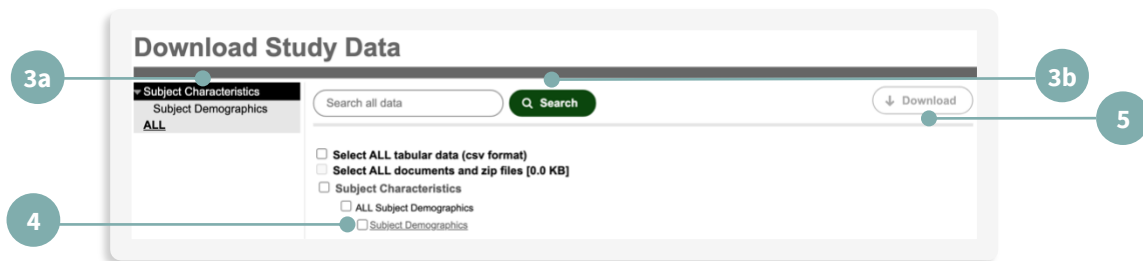 Download Study Data
3a
3b
Subject Characteristics
Subject Demographics
ALL
Search all data
Search
Download
5
Select ALL tabular data (csv format)
Select ALL documents and zip files [0.0 KB]
Subject Characteristics
ALL Subject Demographics
4
Subject Demographics